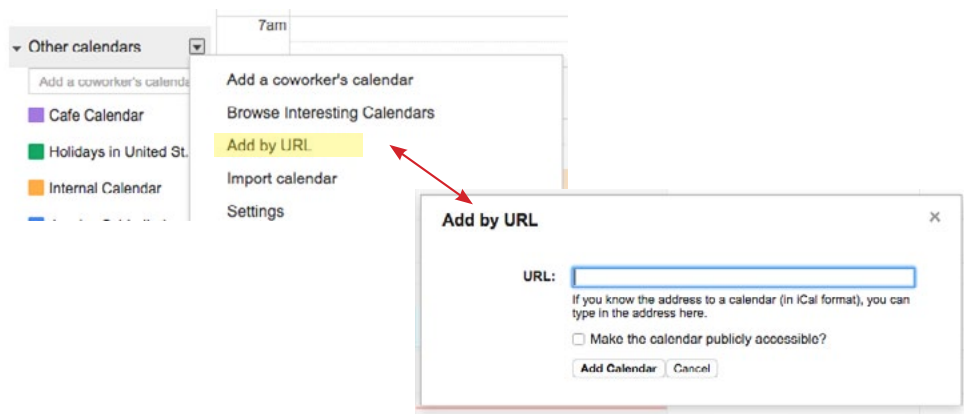 7am
Other calendars
Add a coworker's calenda
Cafe Calendar
Holidays in United St.
Internal Calendar
Add a coworker's calendar
Browse Interesting Calendars
Add by URL
Import calendar
Settings
Add by URL
×
URL:
If you know the address to a calendar (in iCal format), you can
type in the address here.
Make the calendar publicly accessible?
Add Calendar Cancel